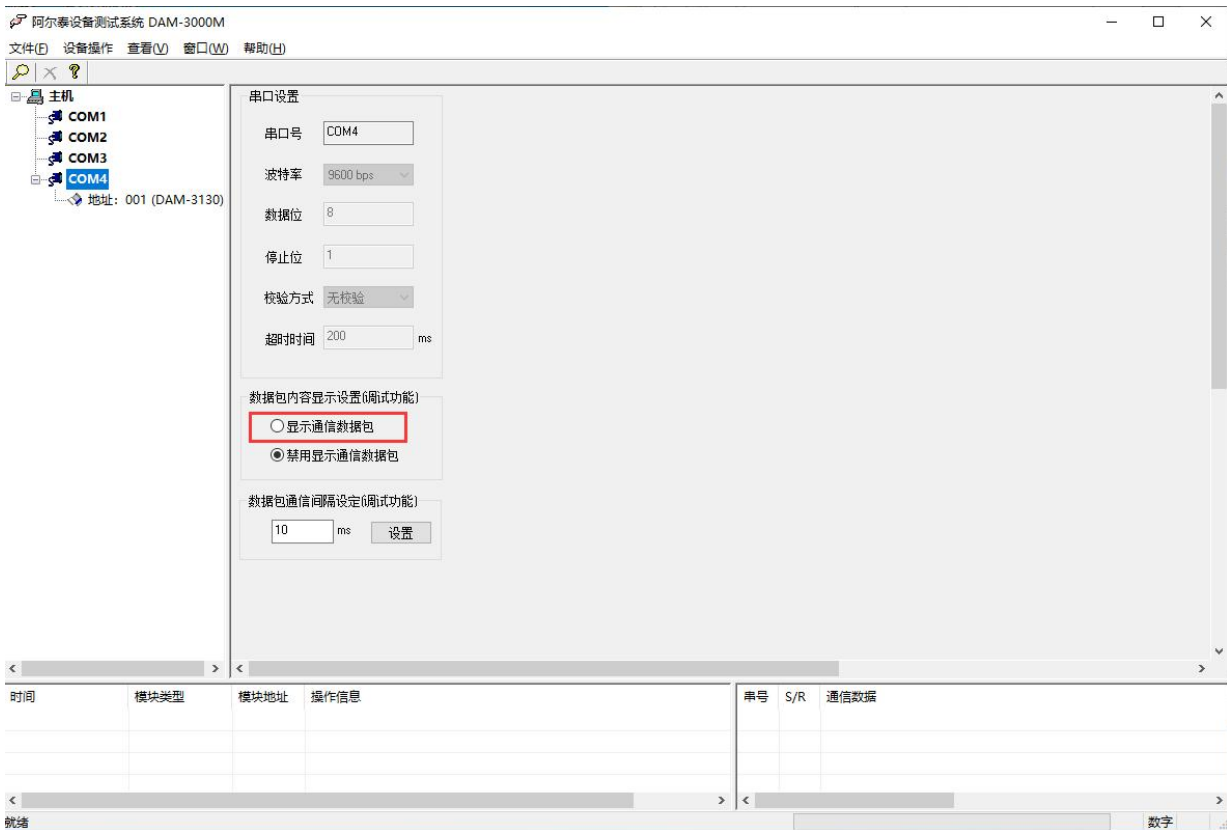 阿尔泰设备测试系统 DAM-3000M
文件(F) 设备操作 查看(V) 窗口(W) 帮助(H)
主机
COM1
COM2
COM3
COM4
地址：001 (DAM-3130)
串口设置
串口号 COM4
波特率 9600 bps
数据位 8
停止位 1
校验方式 无校验
超时时间 200 ms
数据包内容显示设置(调试功能)
显示通信数据包
禁用显示通信数据包
数据包通信间隔设定(调试功能)
10 ms 设置
时间 模块类型 模块地址 操作信息
串号 S/R 通信数据
就绪 数字